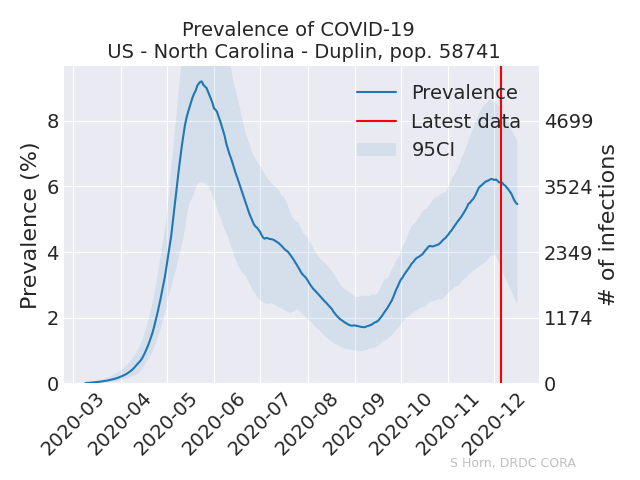 Prevalence of COVID-19
US - North Carolina - Duplin, pop. 58741
Prevalence
Latest data
95CI
Prevalence (%)
8
6
4
2
0
4699
3524
2349
1174
0
# of infections
2020-03
2020-04
2020-05
2020-06
2020-07
2020-08
2020-09
2020-10
2020-11
2020-12
S Horn, DRDC CORA